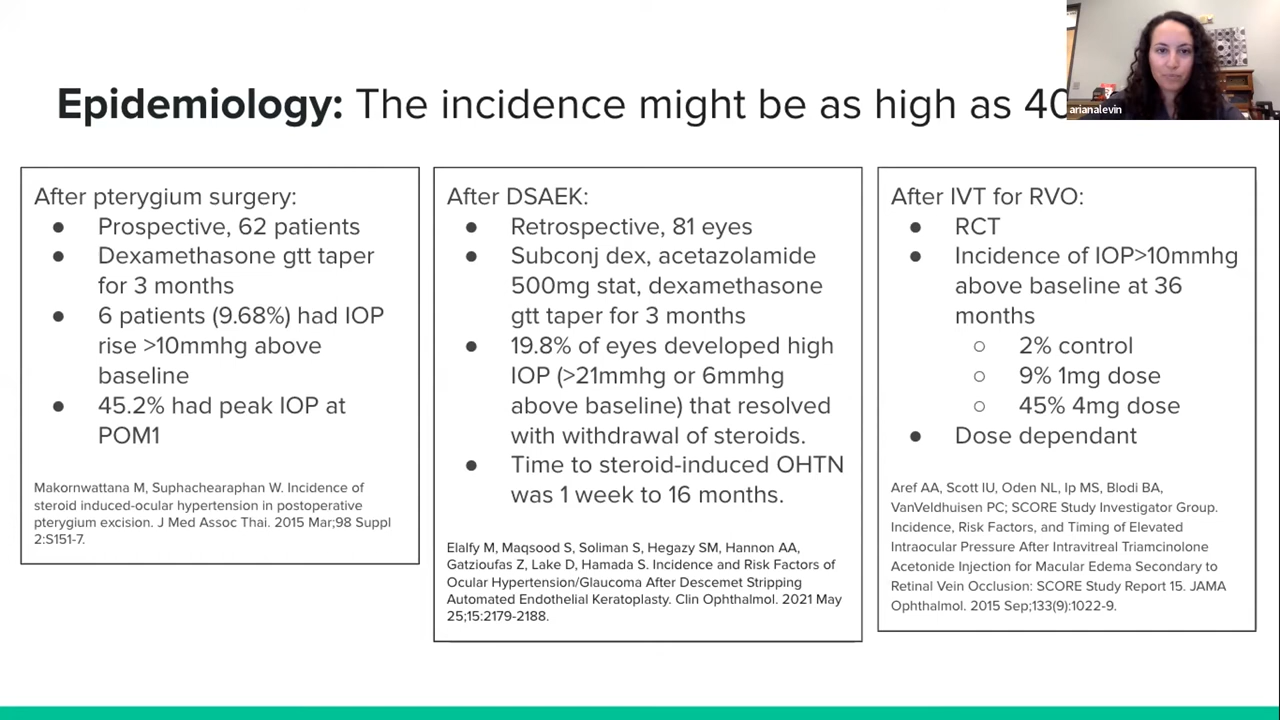 Epidemiology: The incidence might be as high as 40
arianalevin
After pterygium surgery:
● Prospective, 62 patients
● Dexamethasone gtt taper
for 3 months
● 6 patients (9.68%) had IOP
rise >10mmhg above
baseline
● 45.2% had peak IOP at
POM1
Makornwattana M, Suphachearaphan W. Incidence of
steroid induced-ocular hypertension in postoperative
pterygium excision. J Med Assoc Thai. 2015 Mar;98 Suppl
2:S151-7.
After DSAEK:
● Retrospective, 81 eyes
● Subconj dex, acetazolamide
500mg stat, dexamethasone
gtt taper for 3 months
● 19.8% of eyes developed high
IOP (>21mmhg or 6mmhg
above baseline) that resolved
with withdrawal of steroids.
● Time to steroid-induced OHTN
was 1 week to 16 months.
Elalfy M, Maqsood S, Soliman S, Hegazy SM, Hannon AA,
Gatzioufas Z, Lake D, Hamada S. Incidence and Risk Factors of
Ocular Hypertension/Glaucoma After Descemet Stripping
Automated Endothelial Keratoplasty. Clin Ophthalmol. 2021 May
25;15:2179-2188.
After IVT for RVO:
● RCT
● Incidence of IOP>10mmhg
above baseline at 36
months
○ 2% control
○ 9% 1mg dose
○ 45% 4mg dose
● Dose dependant
Aref AA, Scott IU, Oden NL, Ip MS, Blodi BA,
VanVeldhuisen PC; SCORE Study Investigator Group.
Incidence, Risk Factors, and Timing of Elevated
Intraocular Pressure After Intravitreal Triamcinolone
Acetonide Injection for Macular Edema Secondary to
Retinal Vein Occlusion: SCORE Study Report 15. JAMA
Ophthalmol. 2015 Sep;133(9):1022-9.